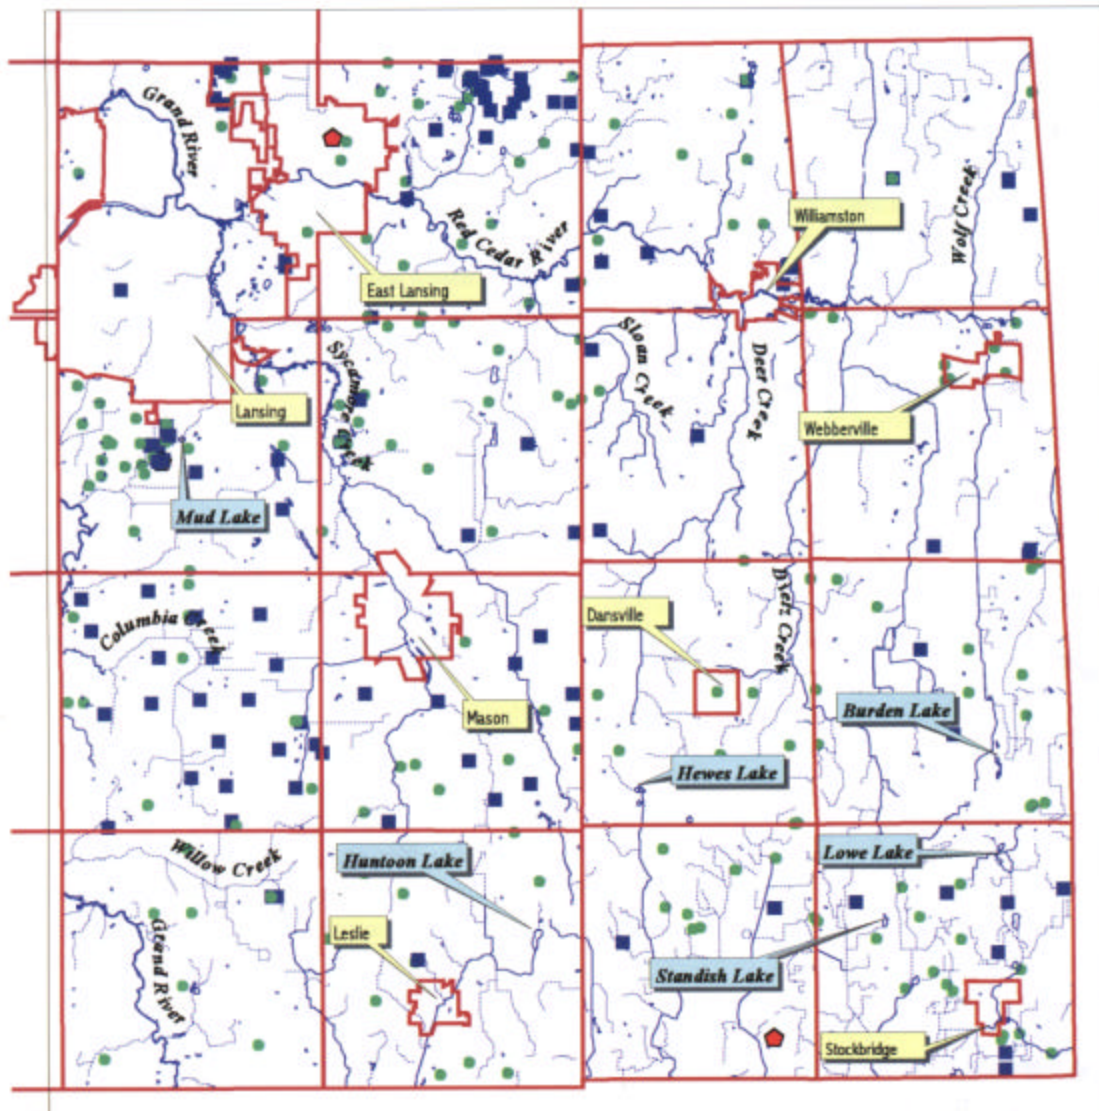 Grand River
Wolf Creek
Williamston
Red Cedar River
East Lansing
Sloan Creek
Sycamore Creek
Deer Creek
Lansing
Webberville
Mud Lake
Columbia Creek
Dansville
Mason
Burden Lake
Hewes Lake
Willow Creek
Huntoon Lake
Lowe Lake
Leslie
Grand River
Standish Lake
Stockbridge